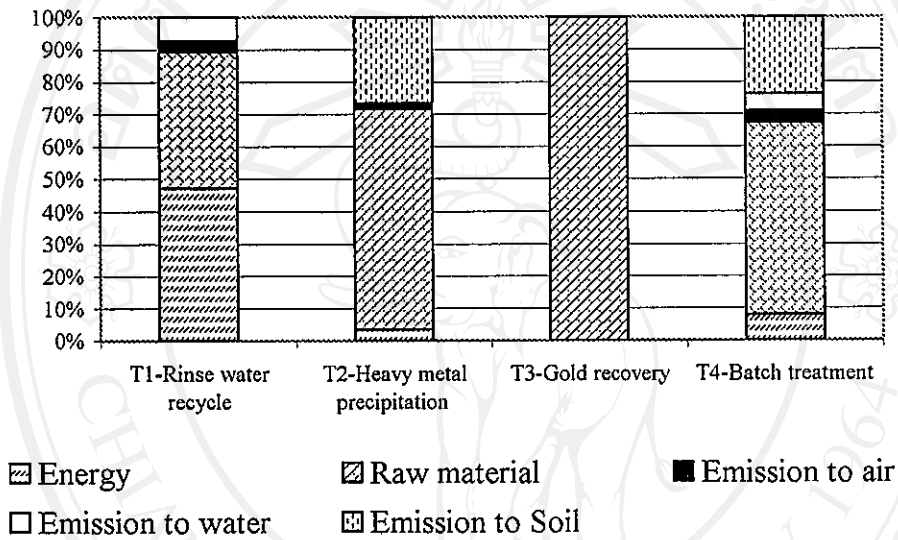 100%
90%
80%
70%
60%
50%
40%
30%
20%
10%
0%
T1-Rinse water
recycle
T2-Heavy metal
precipitation
T3-Gold recovery
T4-Batch treatment
Energy
Raw material
Emission to air
Emission to water
Emission to Soil
1964